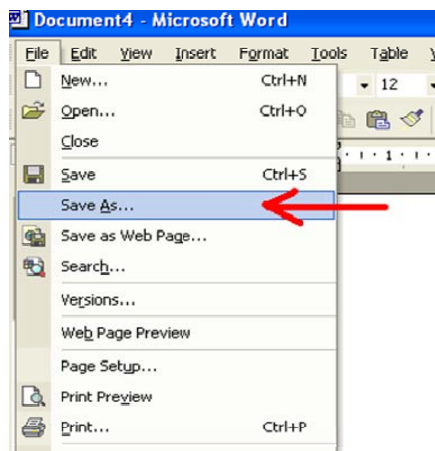 Document4 - Microsoft Word
File Edit View Insert Format Tools Table
New... Ctrl+N
12
Open... Ctrl+O
Close
1
Save Ctrl+S
Save As...
Save as Web Page...
Search...
Versions...
Web Page Preview
Page Setup...
Print Preview
Print... Ctrl+P